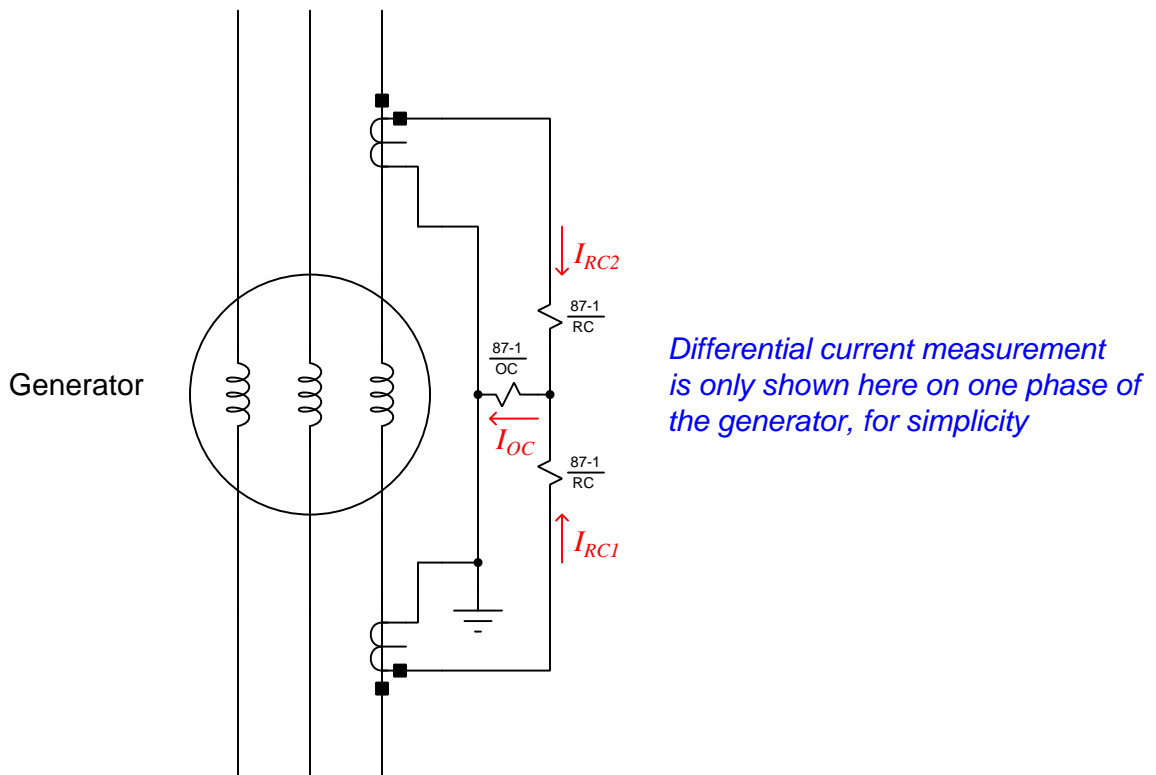 I_RC2
87-1
RC
87-1
OC
Generator
Differential current measurement
is only shown here on one phase of
the generator, for simplicity
I_OC
87-1
RC
I_RC1